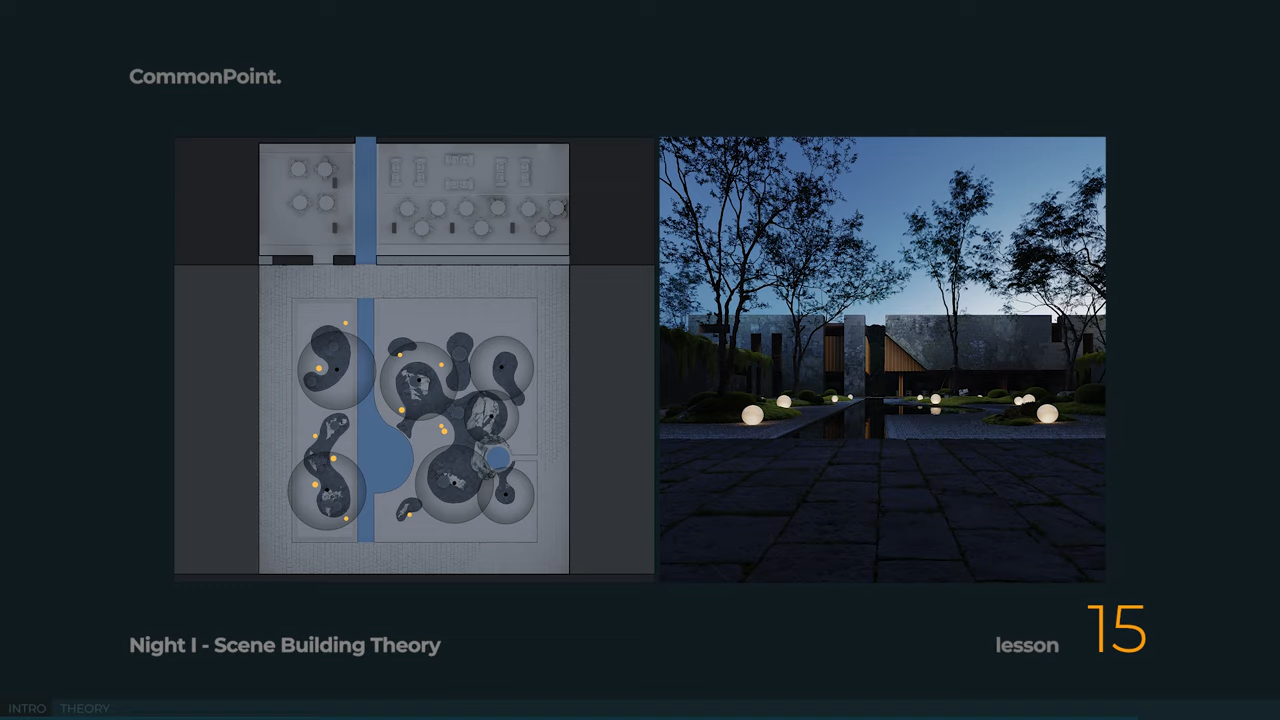 CommonPoint.
Night I - Scene Building Theory
lesson 15
INTRO THEORY